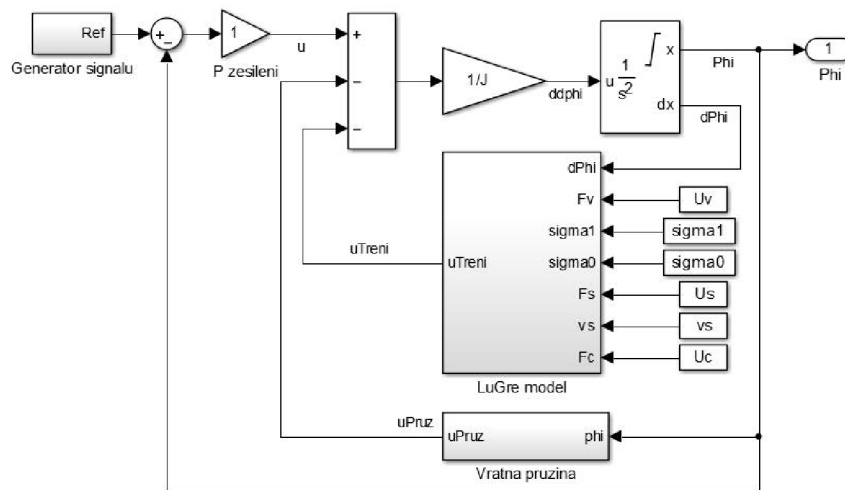 Ref
Generator signalu
1
P zesileni
u
1/J
ddphi
u 1/s²
x
dx
Phi
dPhi
1
Phi
dPhi
Fv
sigma1
sigma0
Fs
vs
Fc
uTreni
uTreni
LuGre model
Uv
sigma1
sigma0
Us
vs
Uc
uPruz
uPruz
phi
Vratna pruzina